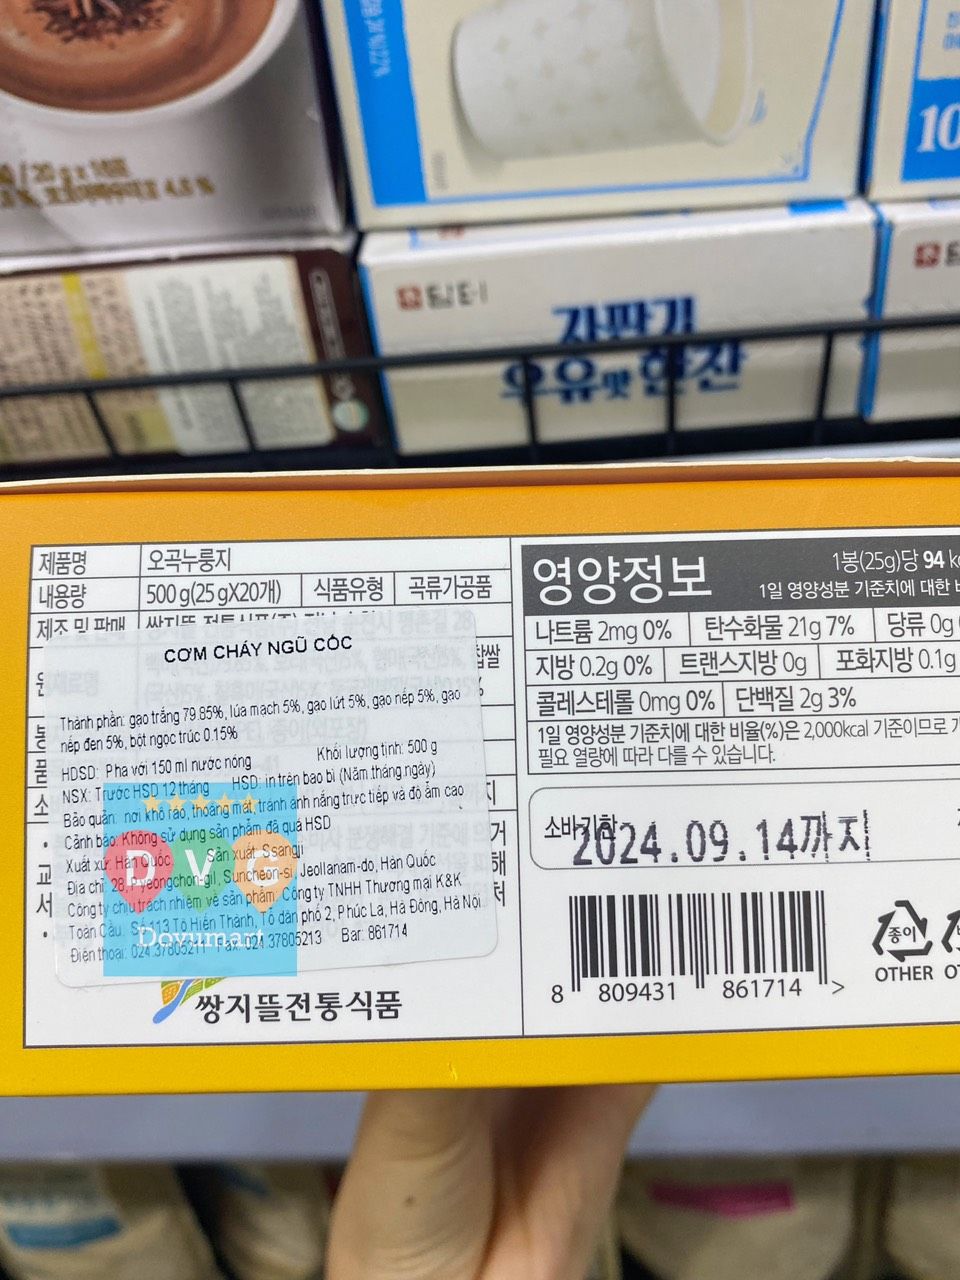 4.5 %
10
담터
자판기
우유맛 한잔
제품명 오곡누룽지
내용량 500 g(25 gX20개) 식품유형 곡류가공품
제조 및 판매
CƠM CHÁY NGŨ CỐC
Thành phần: gạo trắng 79.85%, lúa mạch 5%, gạo lứt 5%, gạo nếp 5%, gạo
nếp đen 5%, bột ngọc trúc 0.15%
HDSD: Pha với 150 ml nước nóng Khối lượng tịnh: 500 g
NSX: Trước HSD 12 tháng HSD: in trên bao bì (Năm.tháng.ngày)
Bảo quản: nơi khô ráo, thoáng mát, tránh ánh nắng trực tiếp và độ ẩm cao
Cảnh báo: Không sử dụng sản phẩm đã quá HSD
Xuất xứ: Hàn Quốc Sản xuất: Ssangji
Địa chỉ: 28, Pyeongchon-gil, Suncheon-si, Jeollanam-do, Hàn Quốc
Công ty chịu trách nhiệm về sản phẩm: Công ty TNHH Thương mại K&K
Toàn Cầu. Số 113 Tô Hiến Thành, Tổ dân phố 2, Phúc La, Hà Đông, Hà Nội
Điện thoại: 024.37805211 Fax: 024.37805213 Bar: 861714
DVG
Doyumart
쌍지뜰전통식품
영양정보
1봉(25g)당 94
1일 영양성분 기준치에 대한
나트륨 2mg 0% 탄수화물 21g 7% 당류 0g
지방 0.2g 0% 트랜스지방 0g 포화지방 0.1g
콜레스테롤 0mg 0% 단백질 2g 3%
1일 영양성분 기준치에 대한 비율(%)은 2,000kcal 기준이므로
필요 열량에 따라 다를 수 있습니다.
소비기한:
2024.09.14까지
8 809431 861714 >
종이
OTHER